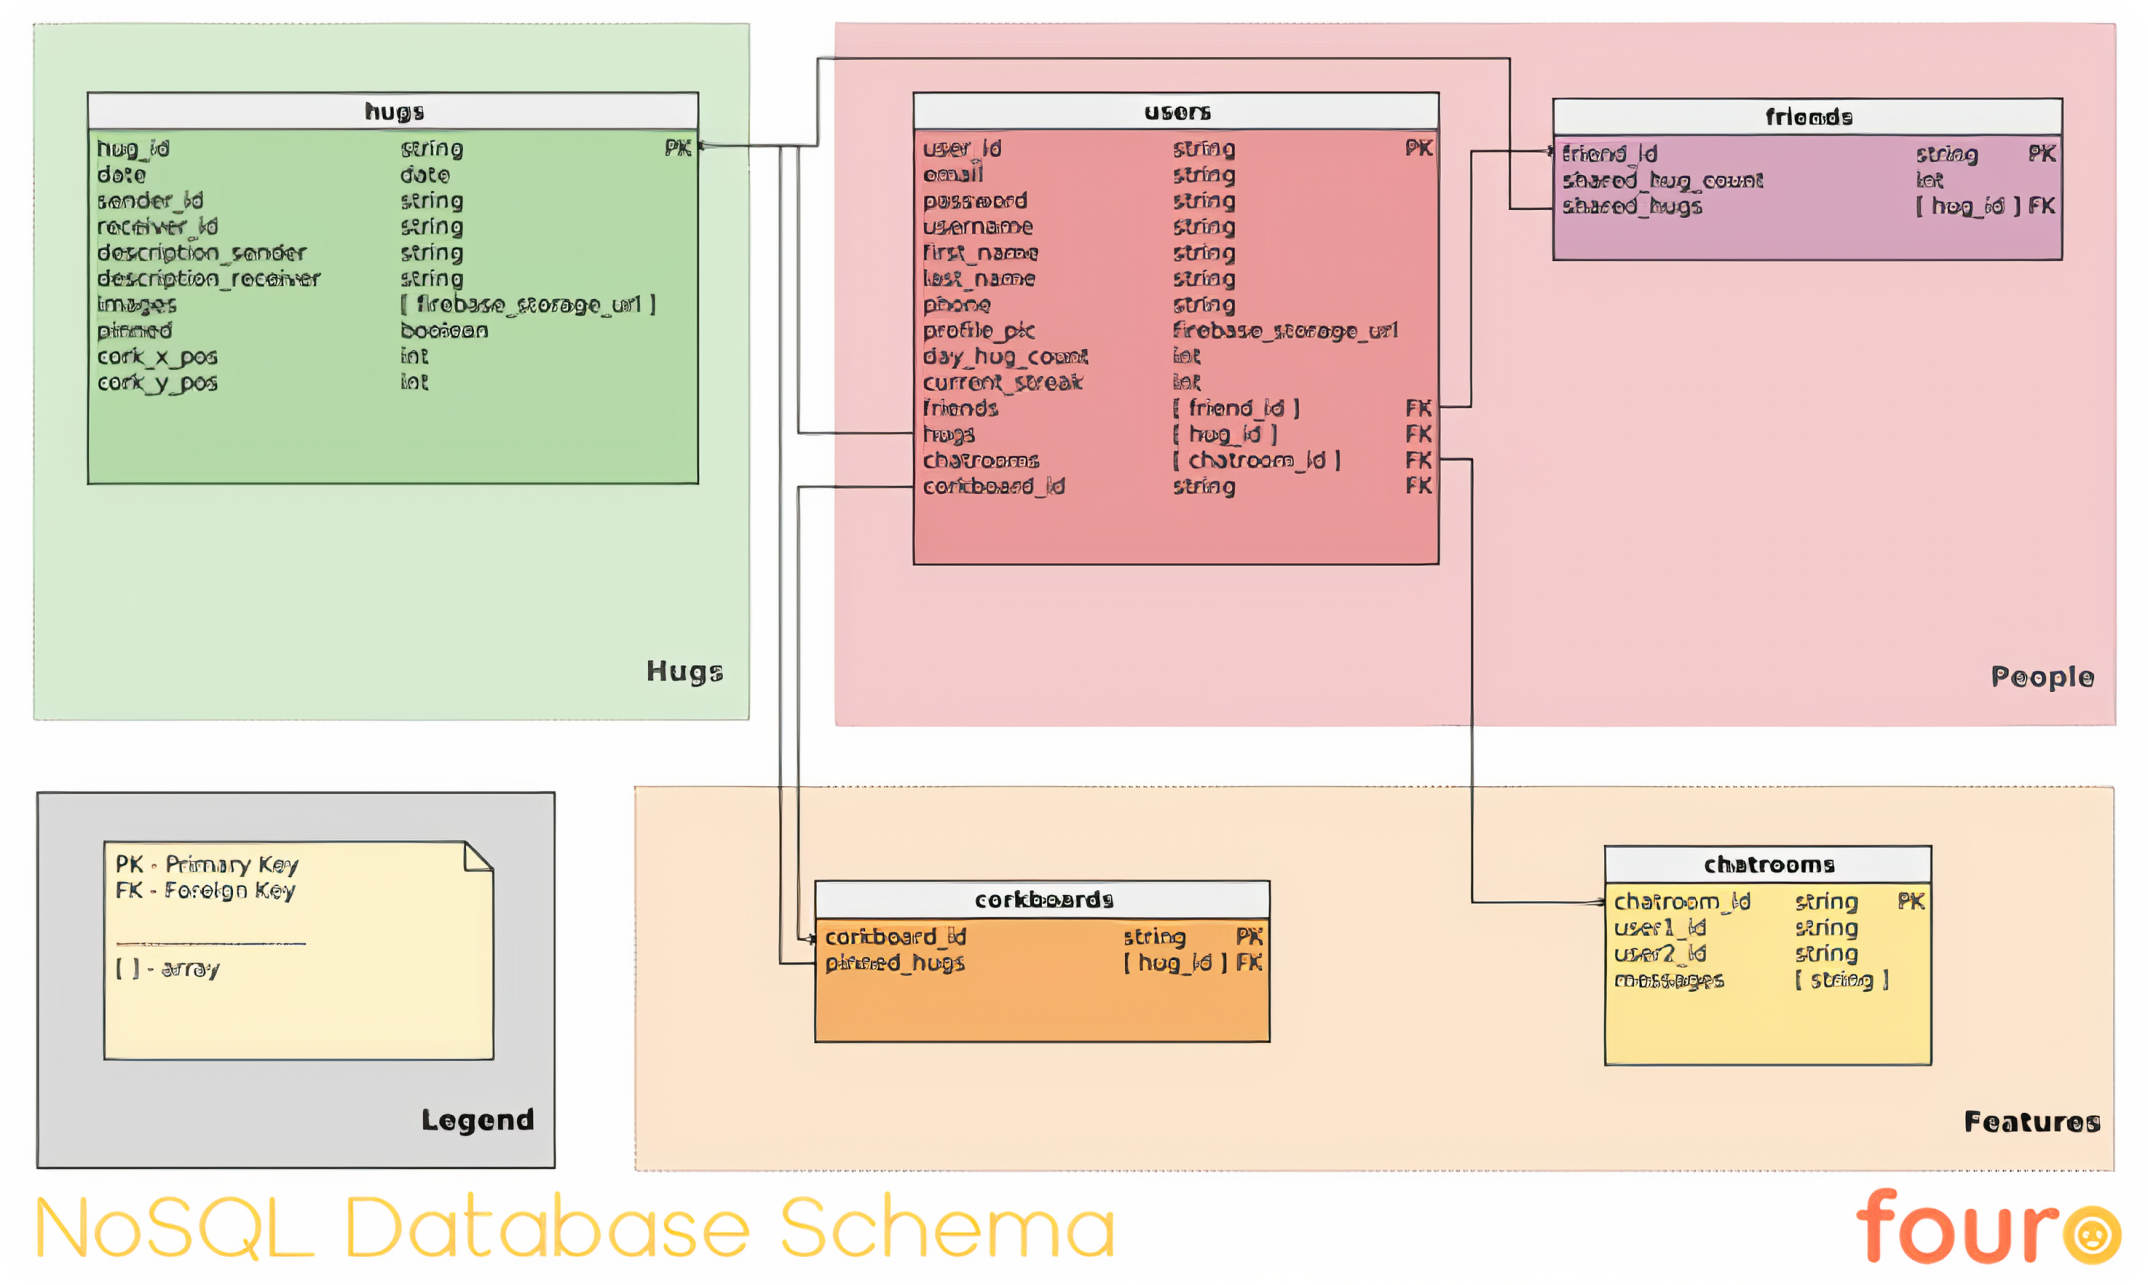 hugs
hug_id string PK
date date
sender_id string
receiver_id string
description_sender string
description_receiver string
images [ firebase_storage_url ]
pinned boolean
cork_x_pos int
cork_y_pos int
Hugs
users
user_id string PK
email string
password string
username string
first_name string
last_name string
phone string
profile_pic firebase_storage_url
day_hug_count int
current_streak int
friends [ friend_id ] FK
hugs [ hug_id ] FK
chatrooms [ chatroom_id ] FK
corkboard_id string FK
friends
friend_id string PK
shared_hug_count int
shared_hugs [ hug_id ] FK
People
PK - Primary Key
FK - Foreign Key
[ ] - array
Legend
corkboards
corkboard_id string PK
pinned_hugs [ hug_id ] FK
chatrooms
chatroom_id string PK
user1_id string
user2_id string
messages [ string ]
Features
NoSQL Database Schema
four